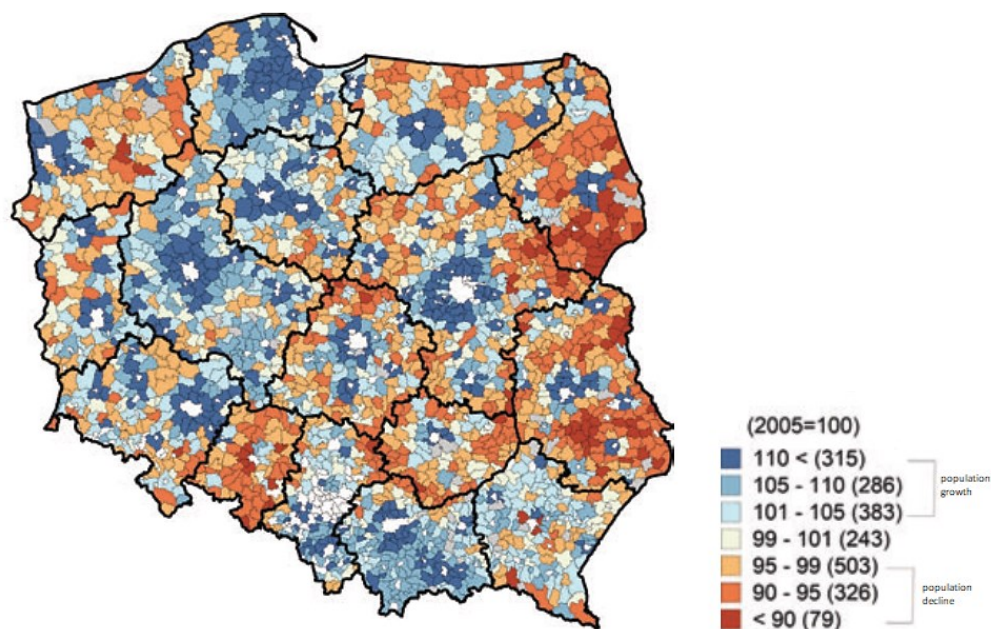 (2005=100)
110 < (315)
105 - 110 (286)
101 - 105 (383)
99 - 101 (243)
95 - 99 (503)
90 - 95 (326)
< 90 (79)
population
growth
population
decline